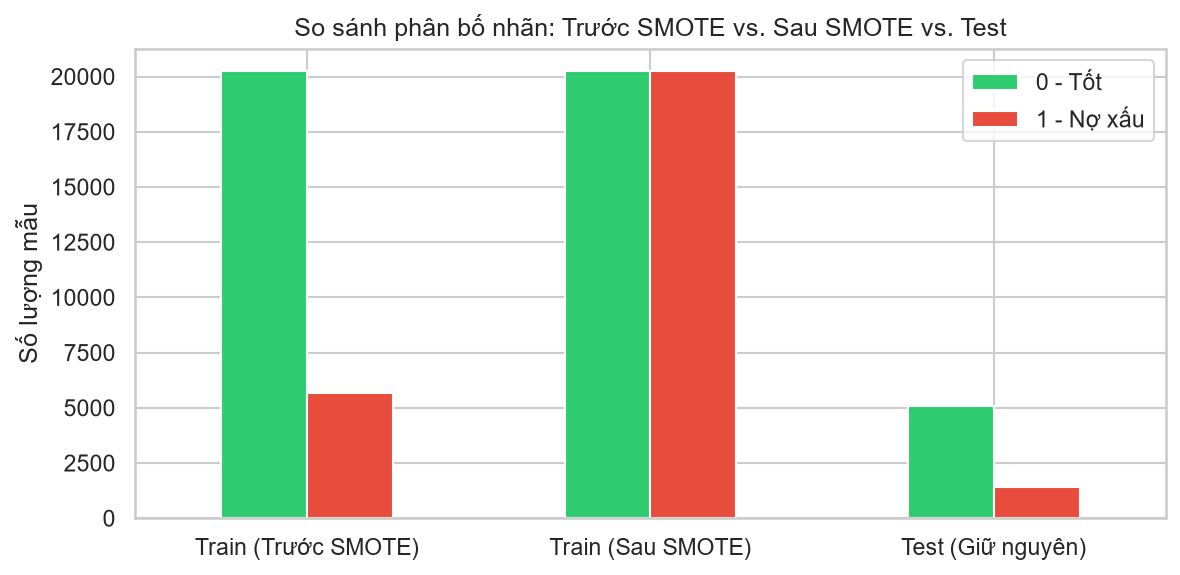 So sánh phân bố nhãn: Trước SMOTE vs. Sau SMOTE vs. Test
0 - Tốt
1 - Nợ xấu
Số lượng mẫu
20000
17500
15000
12500
10000
7500
5000
2500
0
Train (Trước SMOTE)
Train (Sau SMOTE)
Test (Giữ nguyên)